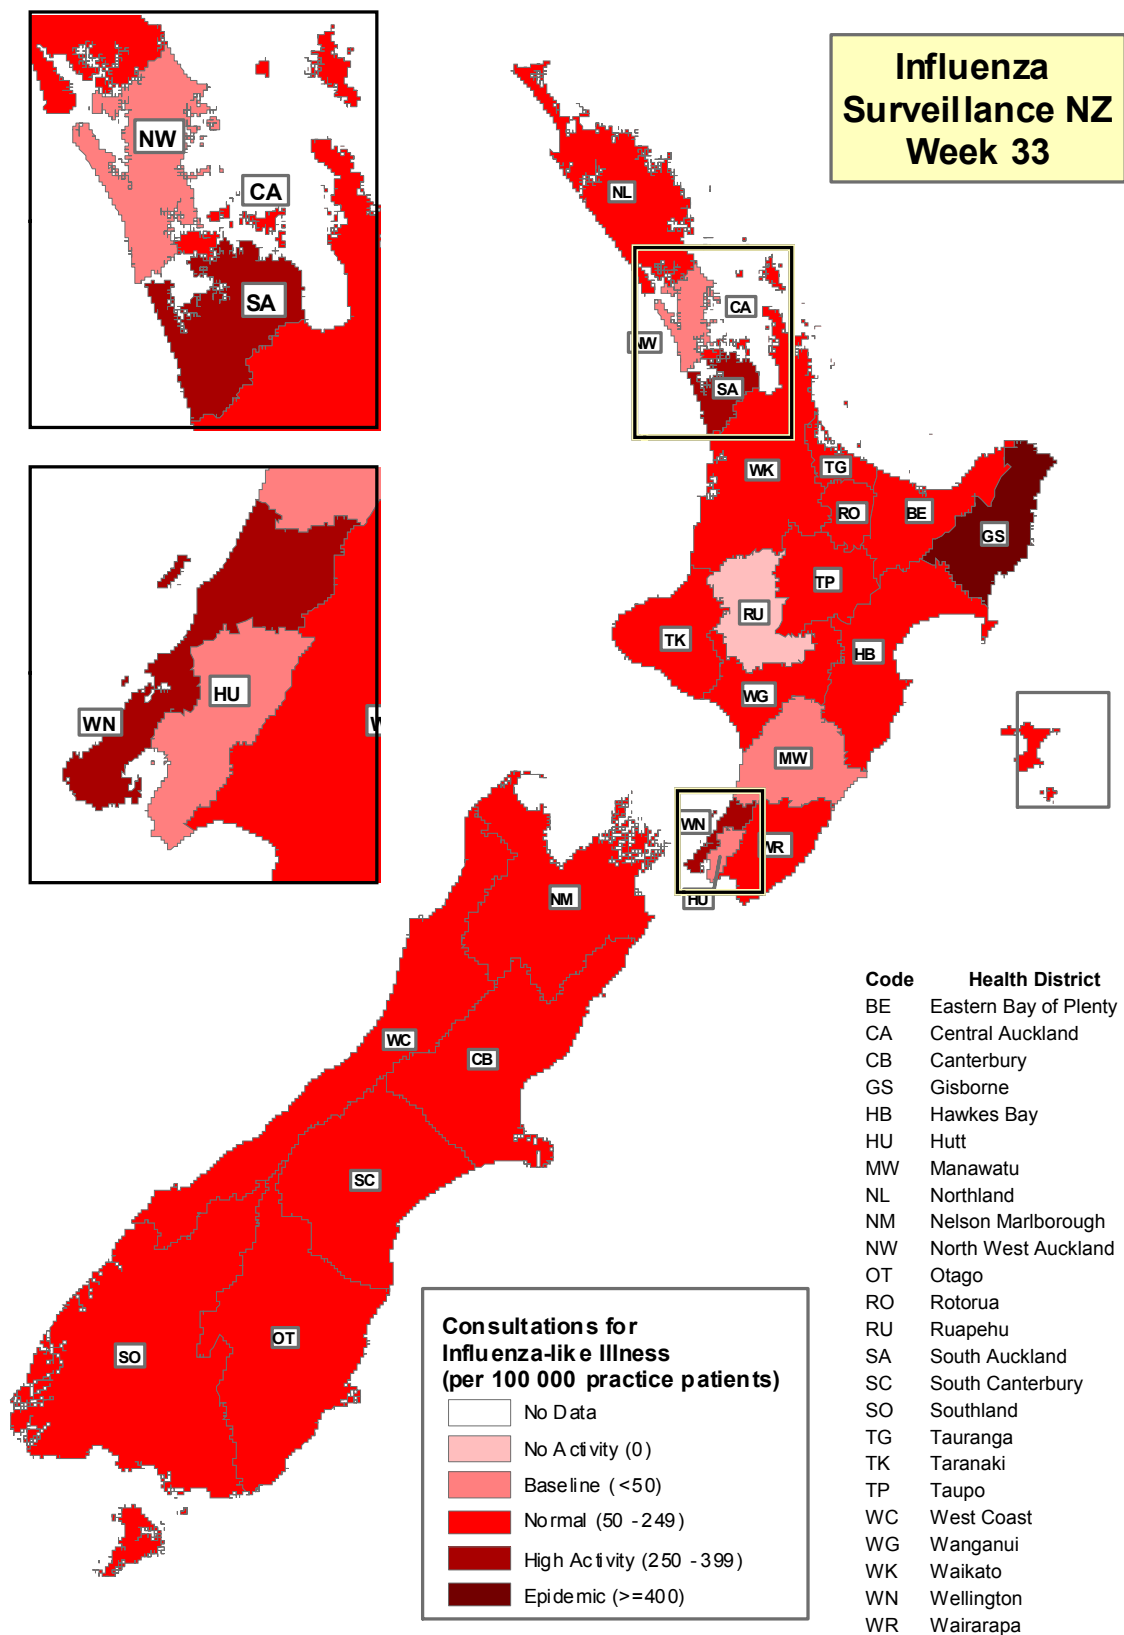 Influenza
Surveillance NZ
Week 33
NW
CA
SA
HU
WN
W
NL
CA
NW
SA
WK
TG
RO
BE
GS
TP
RU
TK
HB
WG
MW
WN
WR
HU
NM
WC
CB
SC
OT
SO
Consultations for
Influenza-like Illness
(per 100 000 practice patients)
No Data
No Activity (0)
Baseline (<50)
Normal (50 -249)
High Activity (250 -399)
Epidemic (>=400)
Code Health District
BE Eastern Bay of Plenty
CA Central Auckland
CB Canterbury
GS Gisborne
HB Hawkes Bay
HU Hutt
MW Manawatu
NL Northland
NM Nelson Marlborough
NW North West Auckland
OT Otago
RO Rotorua
RU Ruapehu
SA South Auckland
SC South Canterbury
SO Southland
TG Tauranga
TK Taranaki
TP Taupo
WC West Coast
WG Wanganui
WK Waikato
WN Wellington
WR Wairarapa